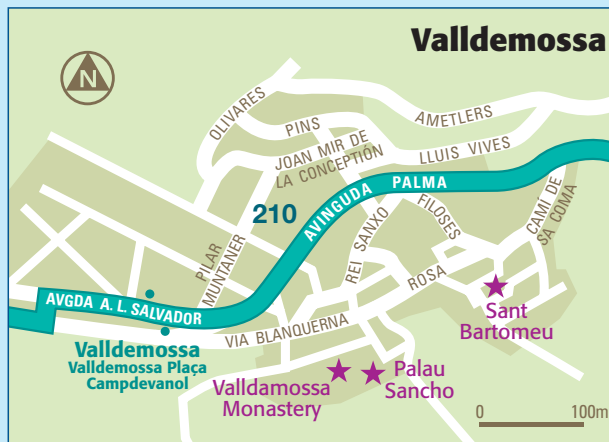 Valldemossa
N
OLIVARES
PINS
AMETLERS
JOAN MIR DE
LA CONCEPTIÓN
LLUIS VIVES
AVINGUDA PALMA
210
PILAR
MUNTANER
REI SANXO
FILOSES
CAMÍ DE
SA COMA
ROSA
AVGDA A. L. SALVADOR
VIA BLANQUERNA
Sant
Bartomeu
Valldemossa
Valldemossa Plaça
Campdevanol
Valldamossa
Monastery
Palau
Sancho
0 100m